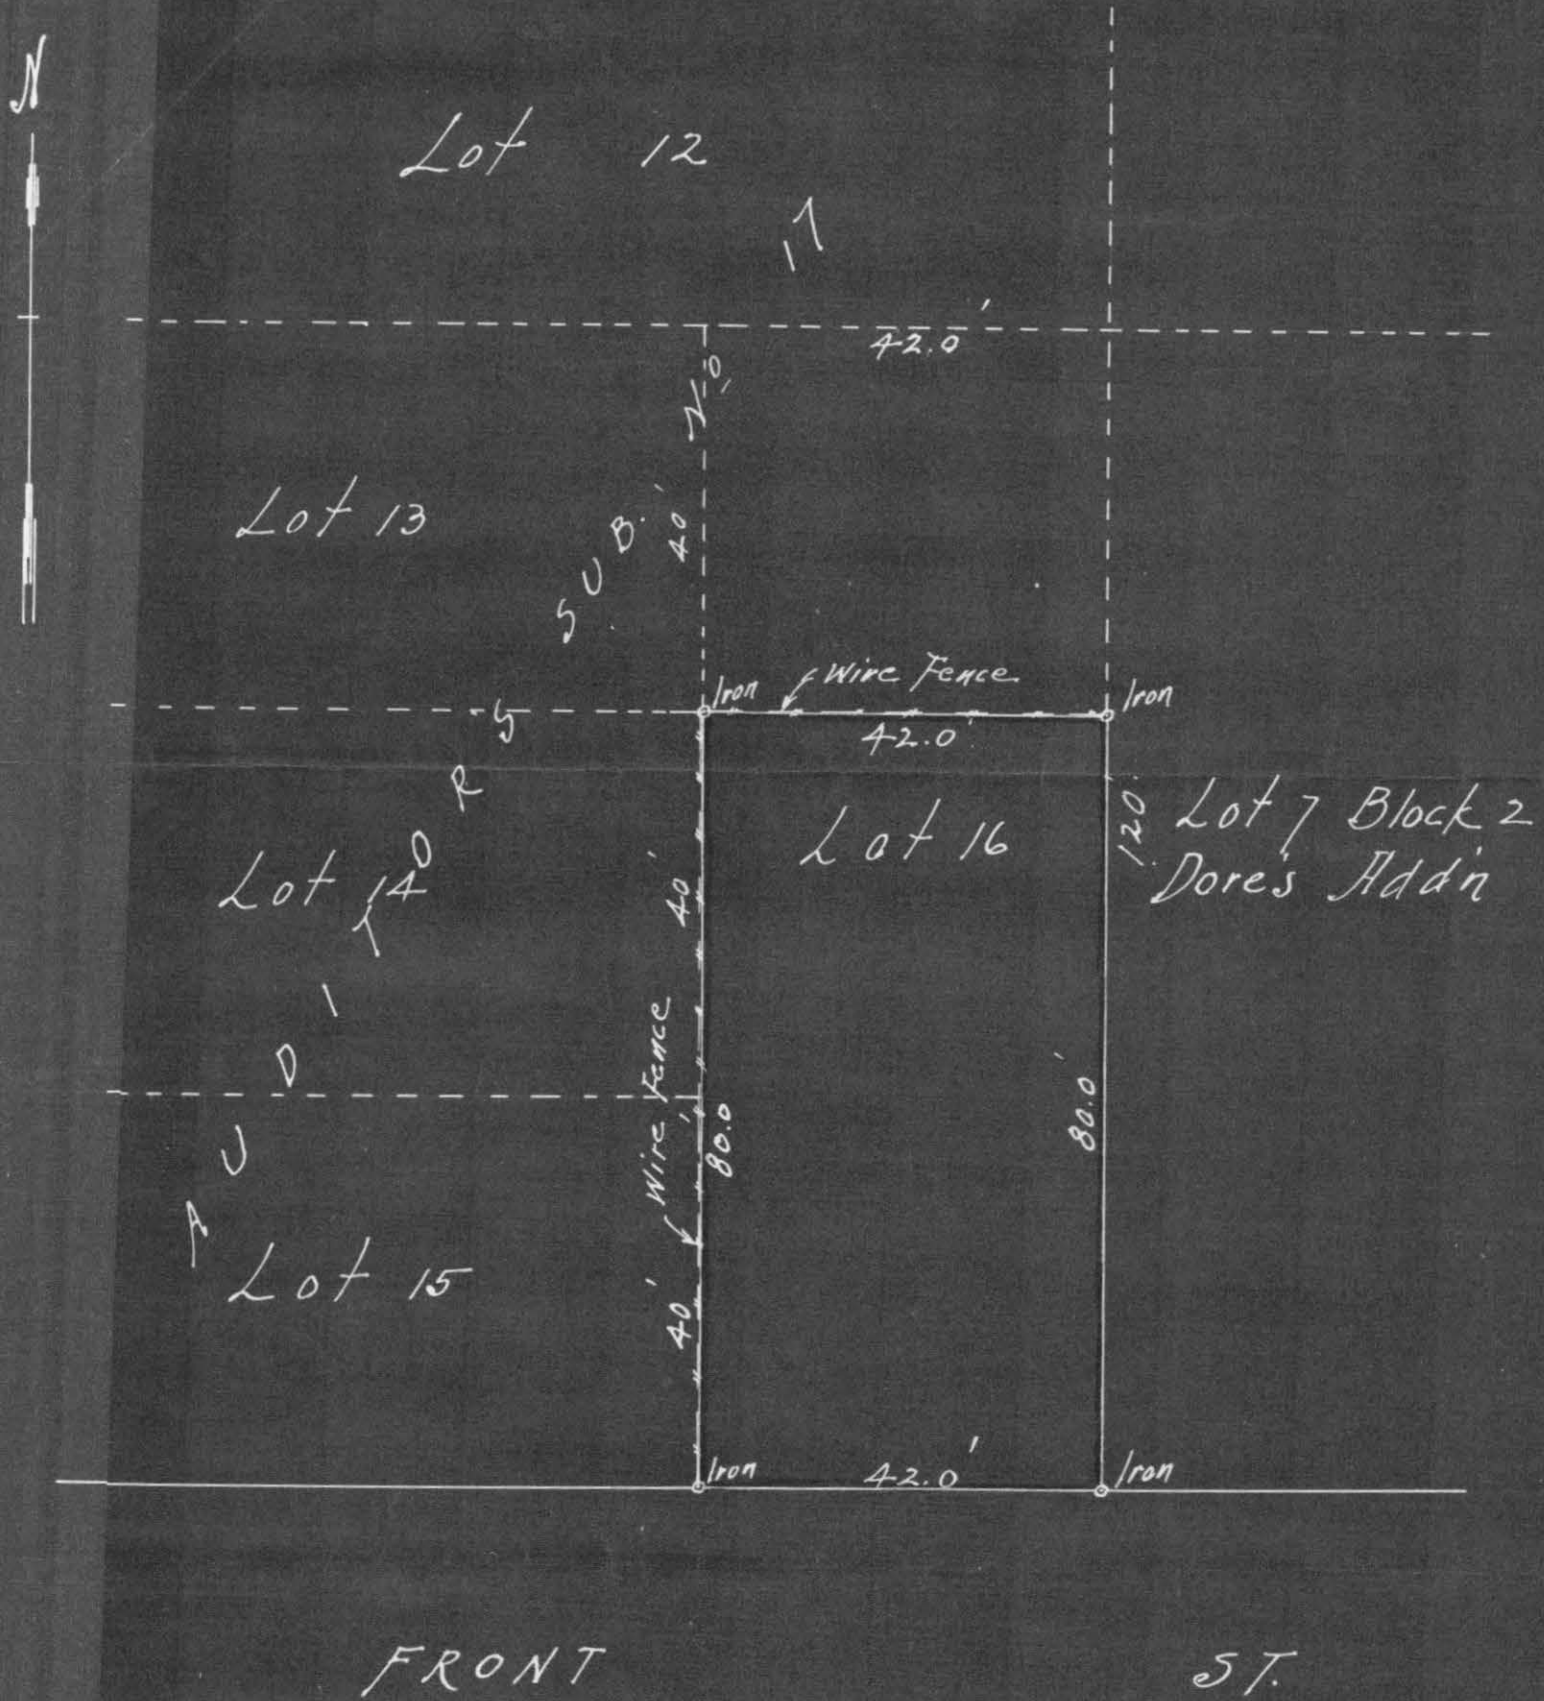 N
Lot 12
42.0'
Lot 13
40'
AUDITORS SUB. No. 17
Iron
Wire Fence
Iron
42.0'
120'
Lot 7 Block 2
Dore's Add'n
Lot 16
Lot 14
40'
Wire Fence
80.0'
80.0'
Lot 15
40'
Iron
42.0'
Iron
FRONT ST.